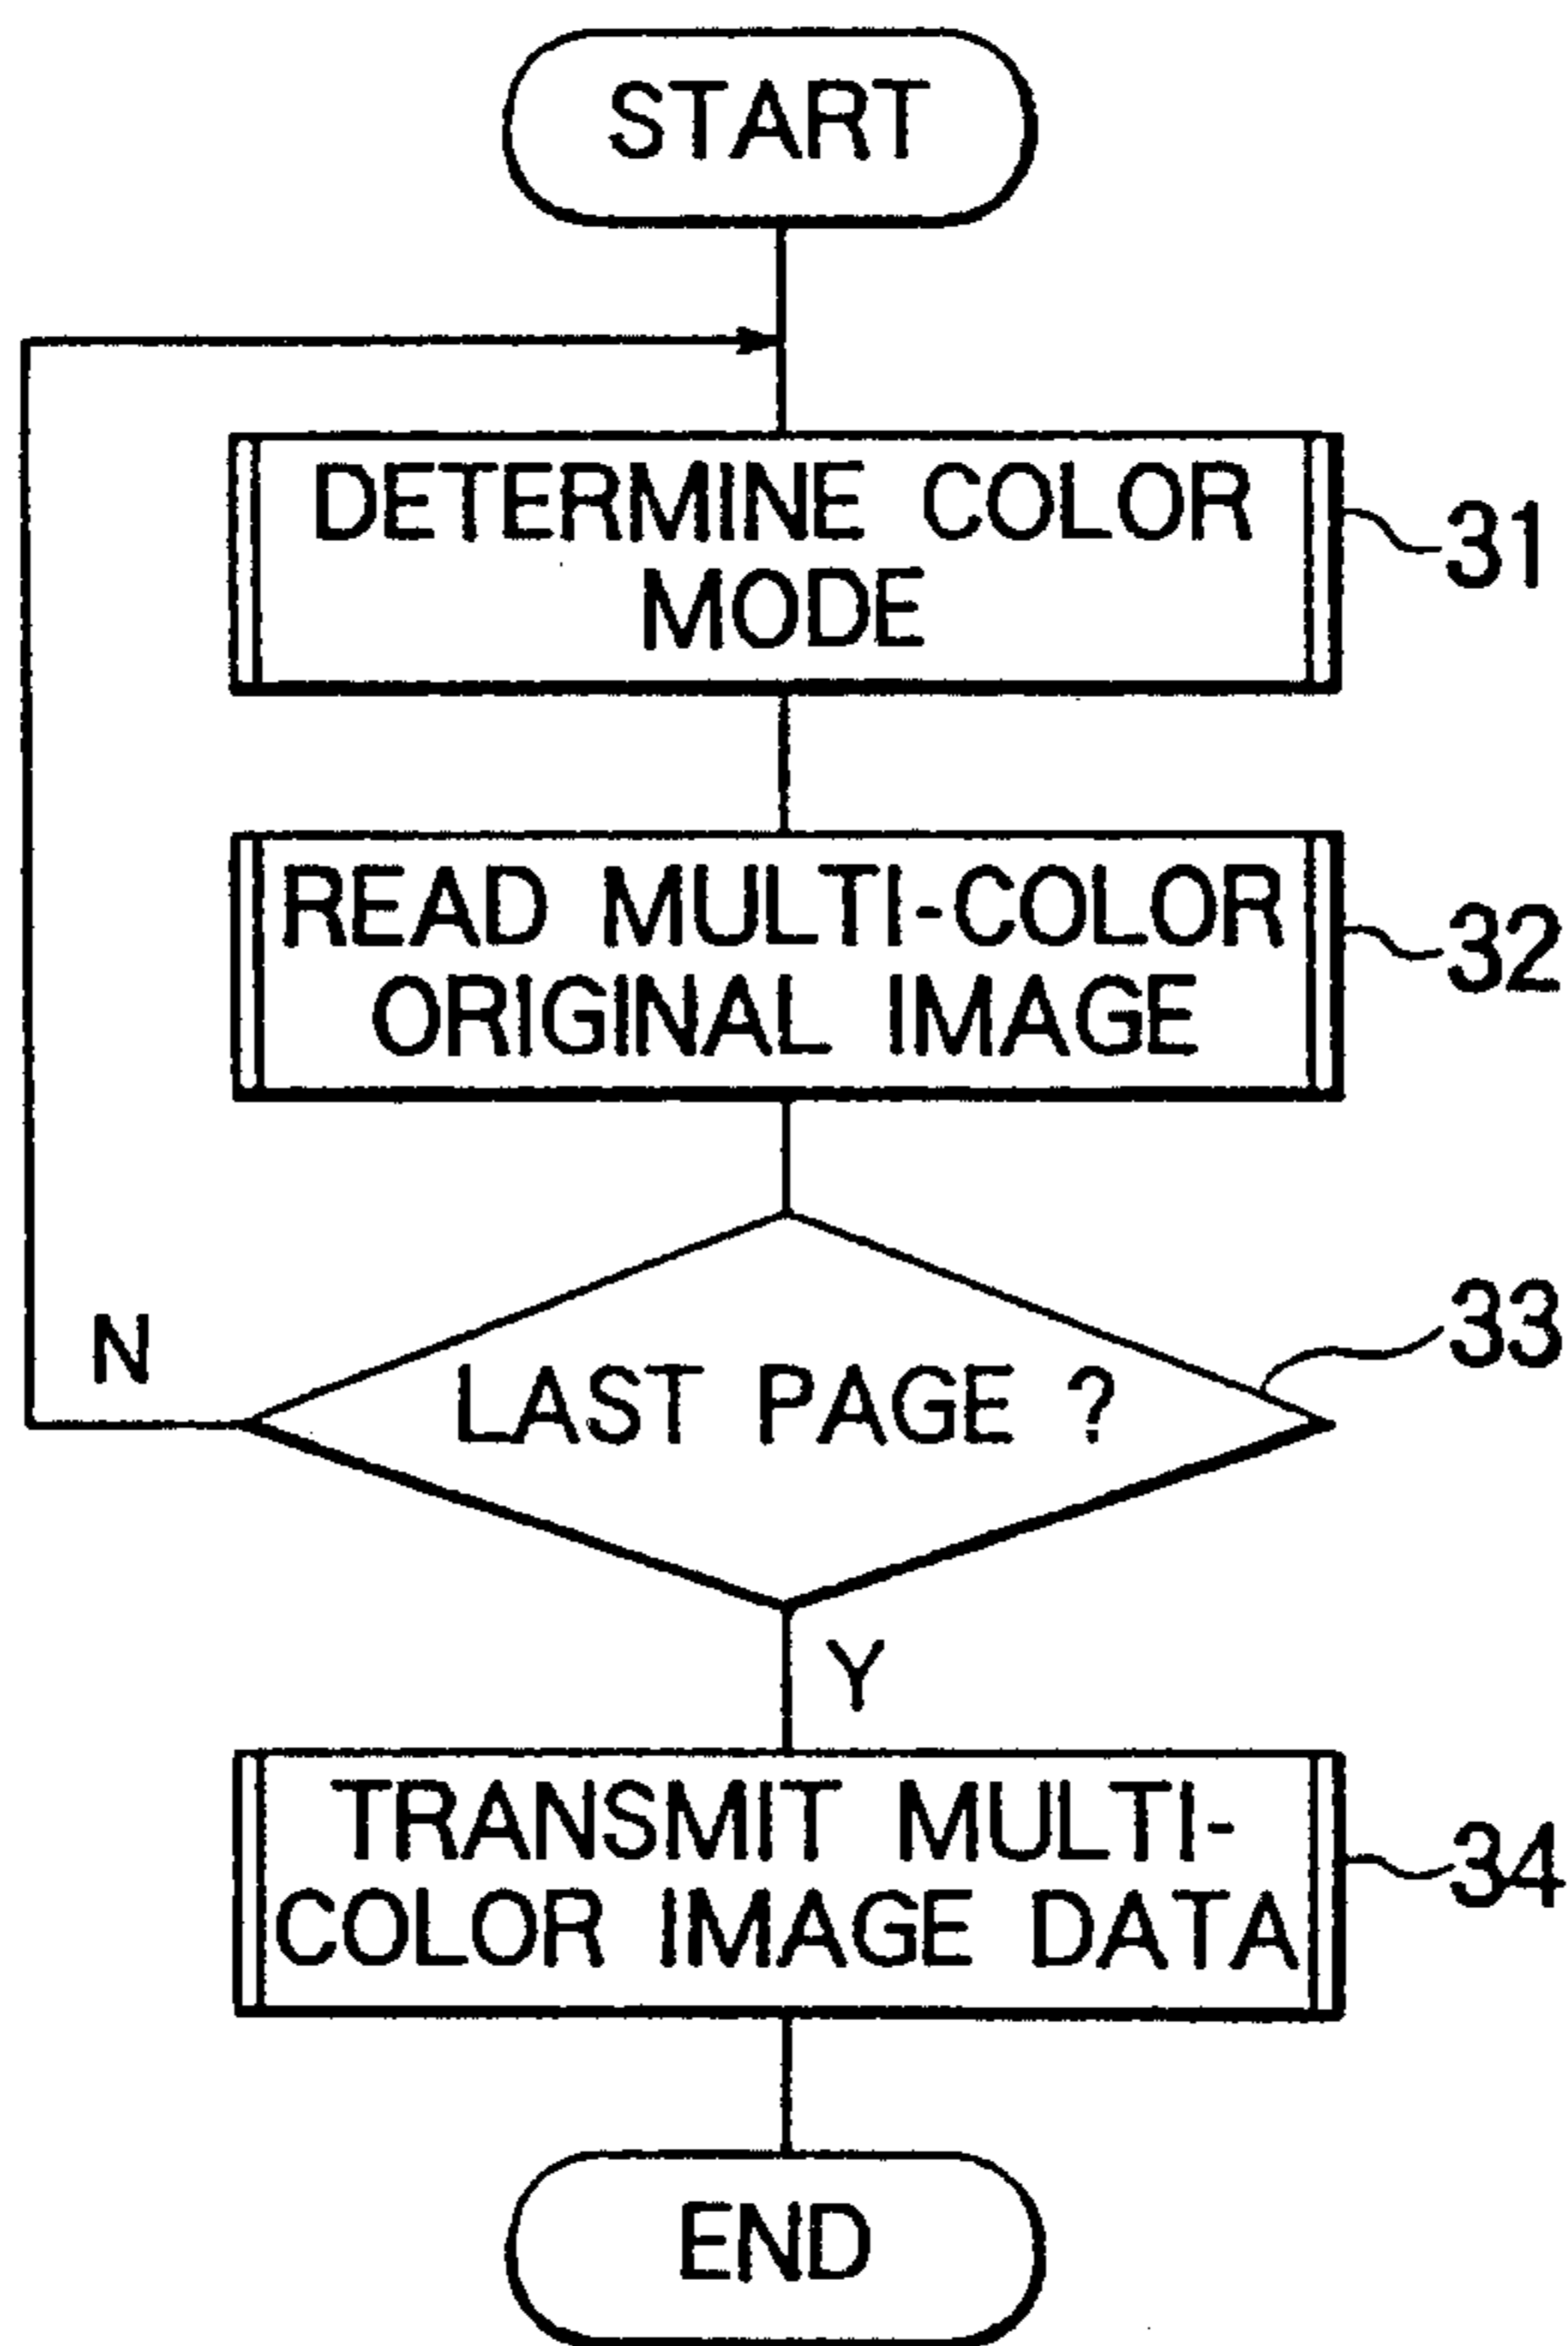 START
DETERMINE COLOR
MODE
31
READ MULTI-COLOR
ORIGINAL IMAGE
32
LAST PAGE ?
33
N
Y
TRANSMIT MULTI-
COLOR IMAGE DATA
34
END